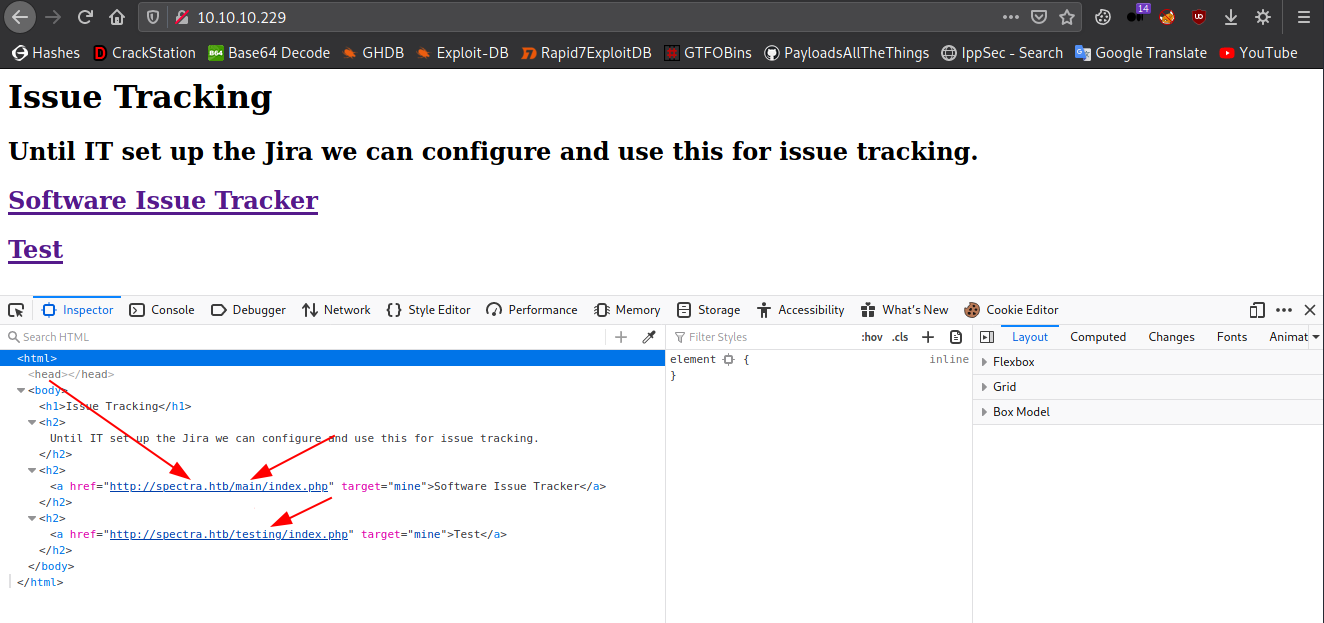 10.10.10.229
14
Hashes CrackStation Base64 Decode GHDB Exploit-DB Rapid7ExploitDB GTFOBins PayloadsAllTheThings IppSec - Search Google Translate YouTube
Issue Tracking
Until IT set up the Jira we can configure and use this for issue tracking.
Software Issue Tracker
Test
Inspector Console Debugger Network Style Editor Performance Memory Storage Accessibility What's New Cookie Editor
Search HTML
Filter Styles :hov .cls
Layout Computed Changes Fonts Animat
<html>
<head></head>
<body>
<h1>Issue Tracking</h1>
<h2>
Until IT set up the Jira we can configure and use this for issue tracking.
</h2>
<h2>
<a href="http://spectra.htb/main/index.php" target="mine">Software Issue Tracker</a>
</h2>
<h2>
<a href="http://spectra.htb/testing/index.php" target="mine">Test</a>
</h2>
</body>
</html>
element { inline
}
Flexbox
Grid
Box Model